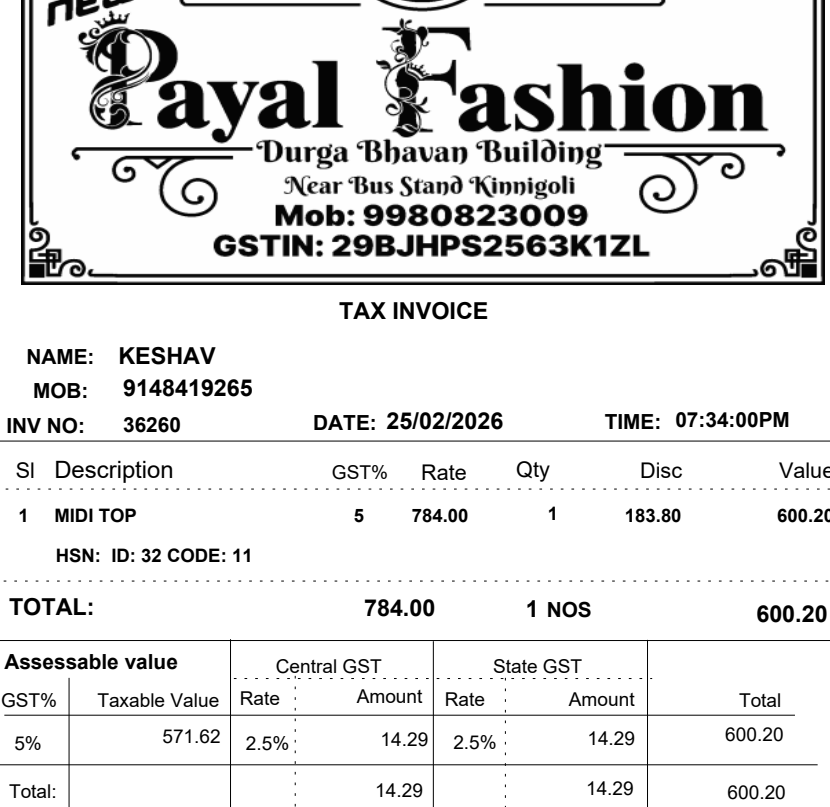 new
Payal Fashion
Durga Bhavan Building
Near Bus Stand Kinnigoli
Mob: 9980823009
GSTIN: 29BJHPS2563K1ZL
TAX INVOICE
NAME: KESHAV
MOB: 9148419265
INV NO: 36260 DATE: 25/02/2026 TIME: 07:34:00PM
Sl Description GST% Rate Qty Disc Value
1 MIDI TOP 5 784.00 1 183.80 600.20
HSN: ID: 32 CODE: 11
TOTAL: 784.00 1 NOS 600.20
Assessable value Central GST State GST
GST% Taxable Value Rate Amount Rate Amount Total
5% 571.62 2.5% 14.29 2.5% 14.29 600.20
Total: 14.29 14.29 600.20